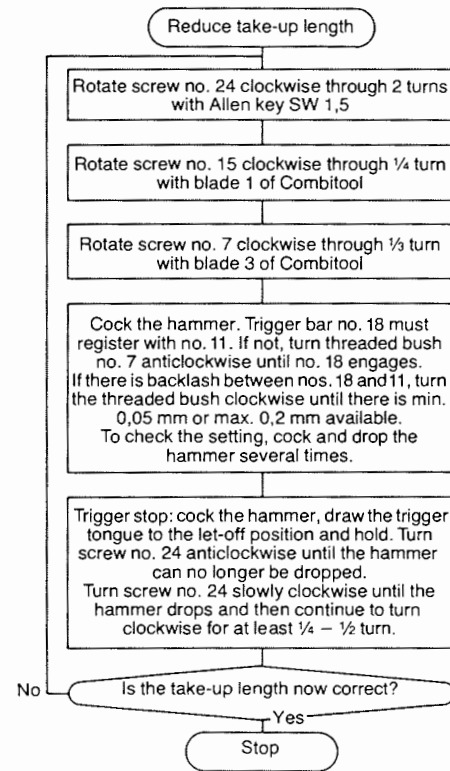 Reduce take-up length
Rotate screw no. 24 clockwise through 2 turns
with Allen key SW 1,5
Rotate screw no. 15 clockwise through ¼ turn
with blade 1 of Combitool
Rotate screw no. 7 clockwise through ⅓ turn
with blade 3 of Combitool
Cock the hammer. Trigger bar no. 18 must
register with no. 11. If not, turn threaded bush
no. 7 anticlockwise until no. 18 engages.
If there is backlash between nos. 18 and 11, turn
the threaded bush clockwise until there is min.
0,05 mm or max. 0,2 mm available.
To check the setting, cock and drop the
hammer several times.
Trigger stop: cock the hammer, draw the trigger
tongue to the let-off position and hold. Turn
screw no. 24 anticlockwise until the hammer
can no longer be dropped.
Turn screw no. 24 slowly clockwise until the
hammer drops and then continue to turn
clockwise for at least ¼ – ½ turn.
No
Is the take-up length now correct?
Yes
Stop